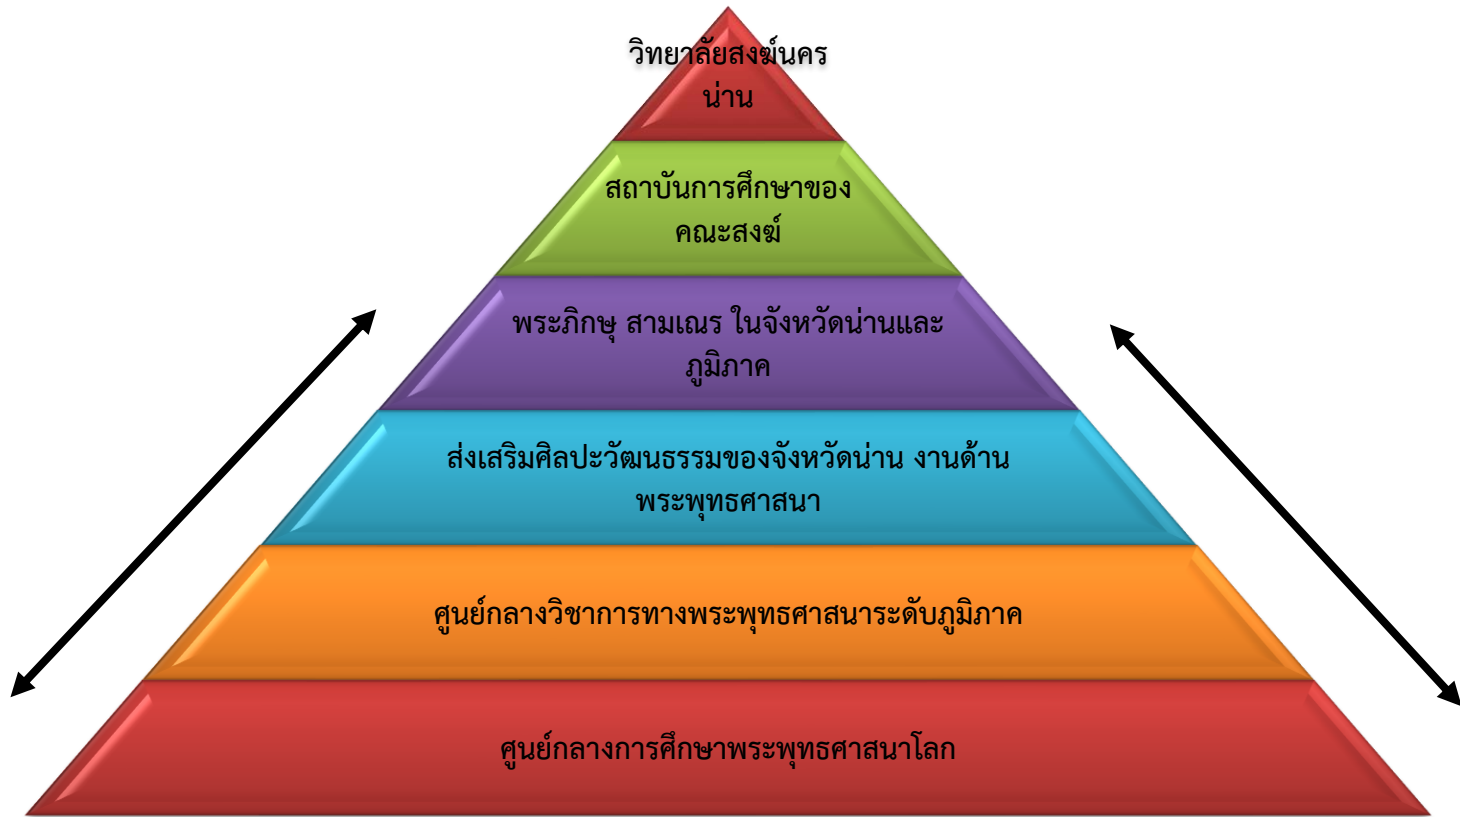 วิทยาลัยสงฆ์นคร
น่าน
สถาบันการศึกษาของ
คณะสงฆ์
พระภิกษุ สามเณร ในจังหวัดน่านและ
ภูมิภาค
ส่งเสริมศิลปะวัฒนธรรมของจังหวัดน่าน งานด้าน
พระพุทธศาสนา
ศูนย์กลางวิชาการทางพระพุทธศาสนาระดับภูมิภาค
ศูนย์กลางการศึกษาพระพุทธศาสนาโลก